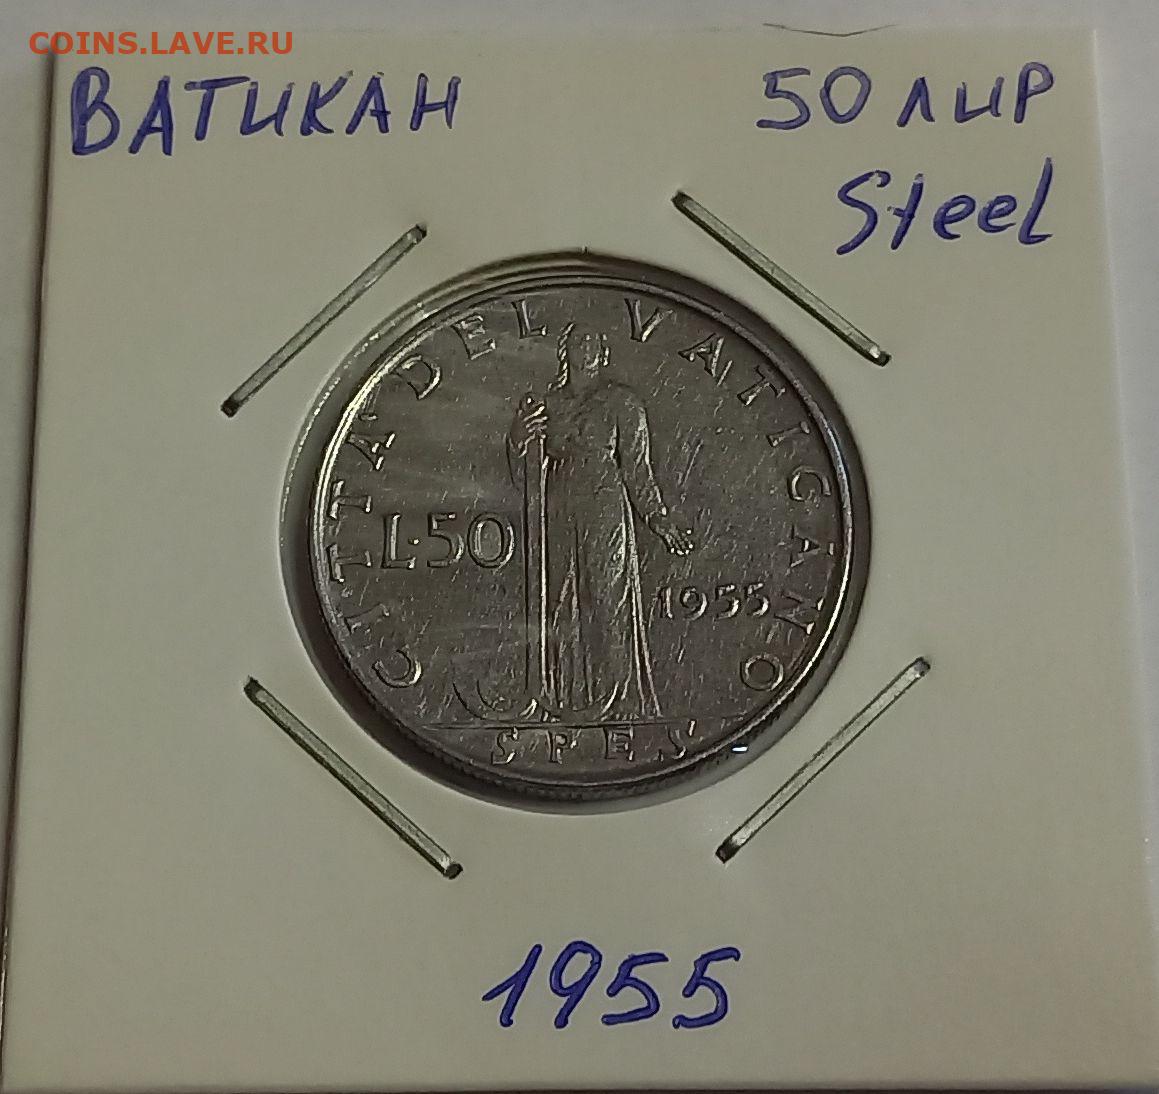 COINS.LAVE.RU
ВАТИКАН
50 лир
Steel
CITTA' DEL VATICANO
L·50
1955
SPES
1955